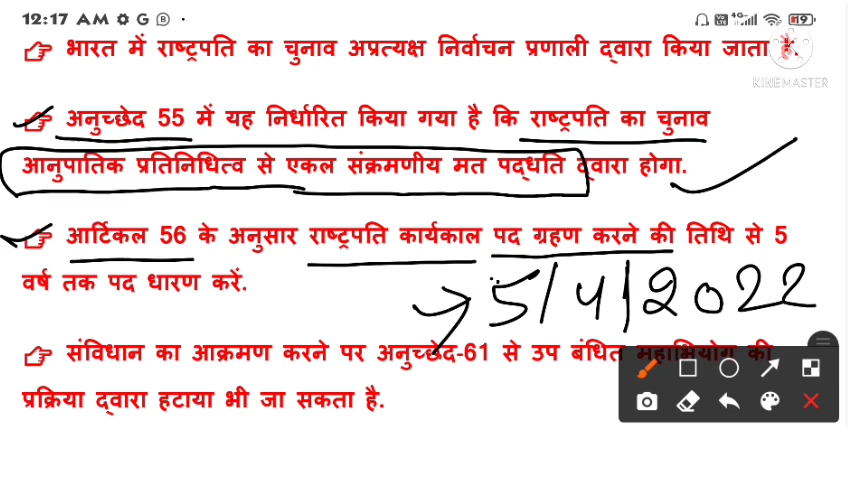 12:17 AM
KINEMASTER
भारत में राष्ट्रपति का चुनाव अप्रत्यक्ष निर्वाचन प्रणाली द्वारा किया जाता है.
अनुच्छेद 55 में यह निर्धारित किया गया है कि राष्ट्रपति का चुनाव
आनुपातिक प्रतिनिधित्व से एकल संक्रमणीय मत पद्धति द्वारा होगा.
आर्टिकल 56 के अनुसार राष्ट्रपति कार्यकाल पद ग्रहण करने की तिथि से 5
वर्ष तक पद धारण करें.
5/4/2022
संविधान का आक्रमण करने पर अनुच्छेद-61 से उप बंधित महाभियोग की
प्रक्रिया द्वारा हटाया भी जा सकता है.